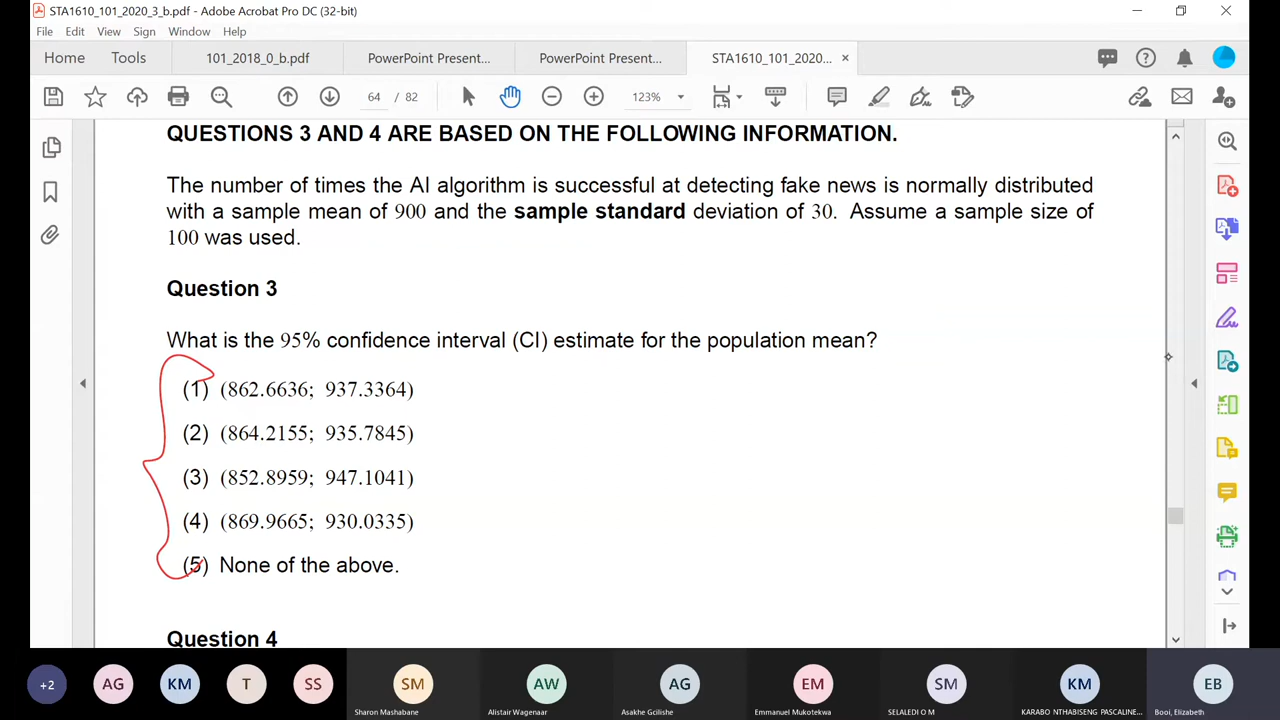 STA1610_101_2020_3_b.pdf - Adobe Acrobat Pro DC (32-bit)
File Edit View Sign Window Help
Home Tools 101_2018_0_b.pdf PowerPoint Present... PowerPoint Present... STA1610_101_2020... ×
64 / 82 123%
QUESTIONS 3 AND 4 ARE BASED ON THE FOLLOWING INFORMATION.
The number of times the AI algorithm is successful at detecting fake news is normally distributed
with a sample mean of 900 and the sample standard deviation of 30. Assume a sample size of
100 was used.
Question 3
What is the 95% confidence interval (CI) estimate for the population mean?
(1) (862.6636; 937.3364)
(2) (864.2155; 935.7845)
(3) (852.8959; 947.1041)
(4) (869.9665; 930.0335)
(5) None of the above.
Question 4
+2 AG KM T SS SM AW AG EM SM KM EB
Sharon Mashabane Alistair Wagenaar Asakhe Gcilishe Emmanuel Mukotekwa SELALEDI O M KARABO NTHABISENG PASCALINE... Booi, Elizabeth